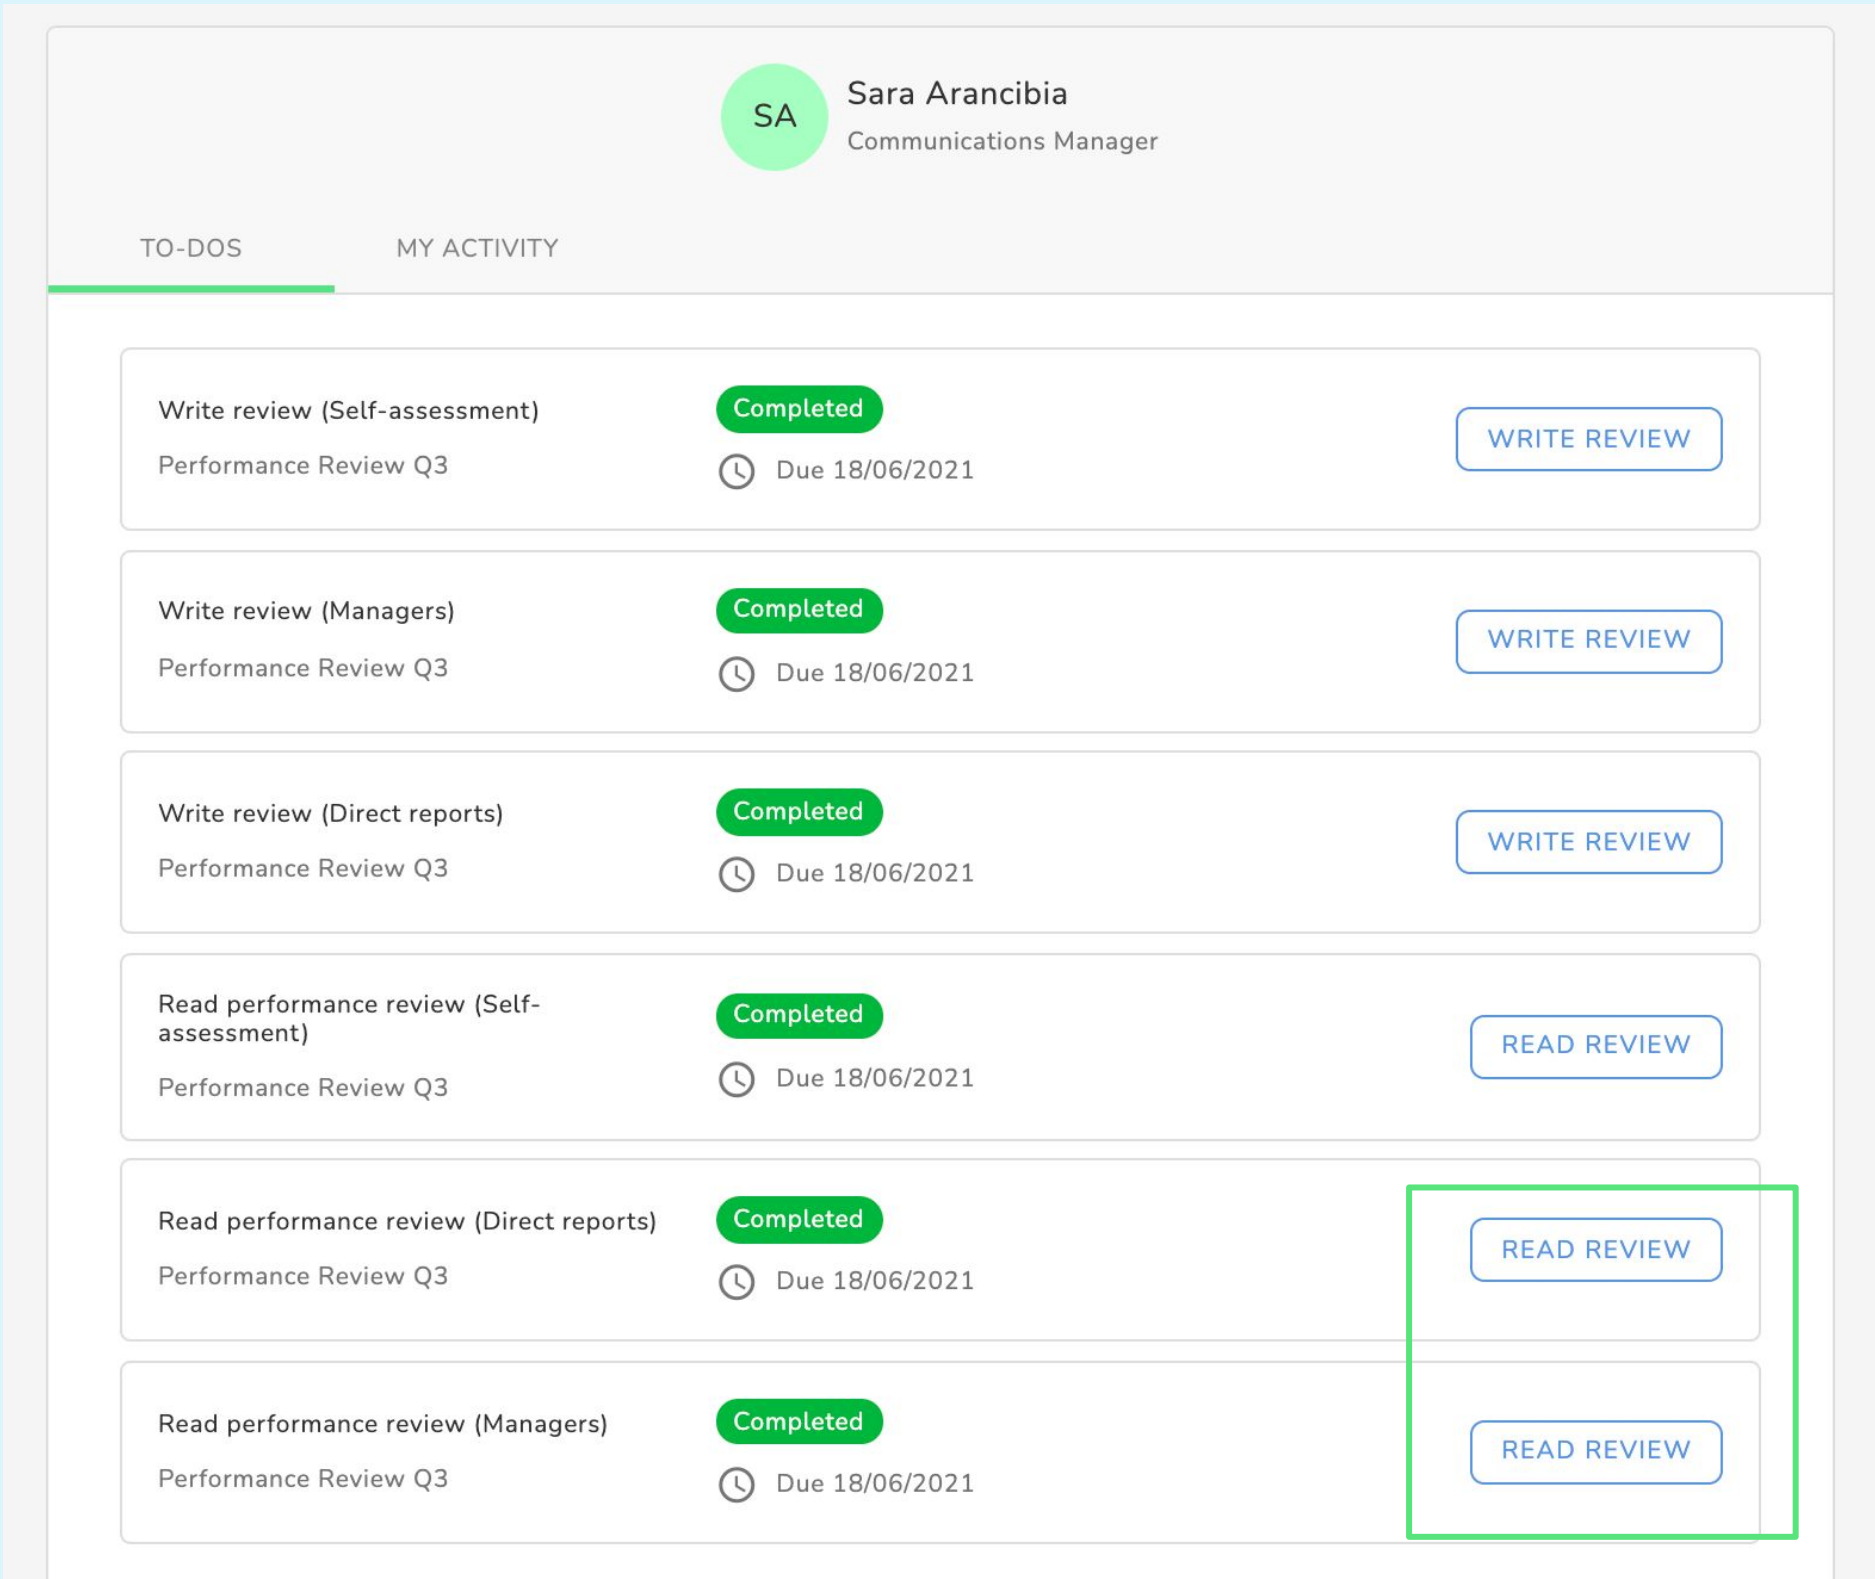 SA
Sara Arancibia
Communications Manager
TO-DOS
MY ACTIVITY
Write review (Self-assessment)
Performance Review Q3
Completed
Due 18/06/2021
WRITE REVIEW
Write review (Managers)
Performance Review Q3
Completed
Due 18/06/2021
WRITE REVIEW
Write review (Direct reports)
Performance Review Q3
Completed
Due 18/06/2021
WRITE REVIEW
Read performance review (Self-
assessment)
Performance Review Q3
Completed
Due 18/06/2021
READ REVIEW
Read performance review (Direct reports)
Performance Review Q3
Completed
Due 18/06/2021
READ REVIEW
Read performance review (Managers)
Performance Review Q3
Completed
Due 18/06/2021
READ REVIEW